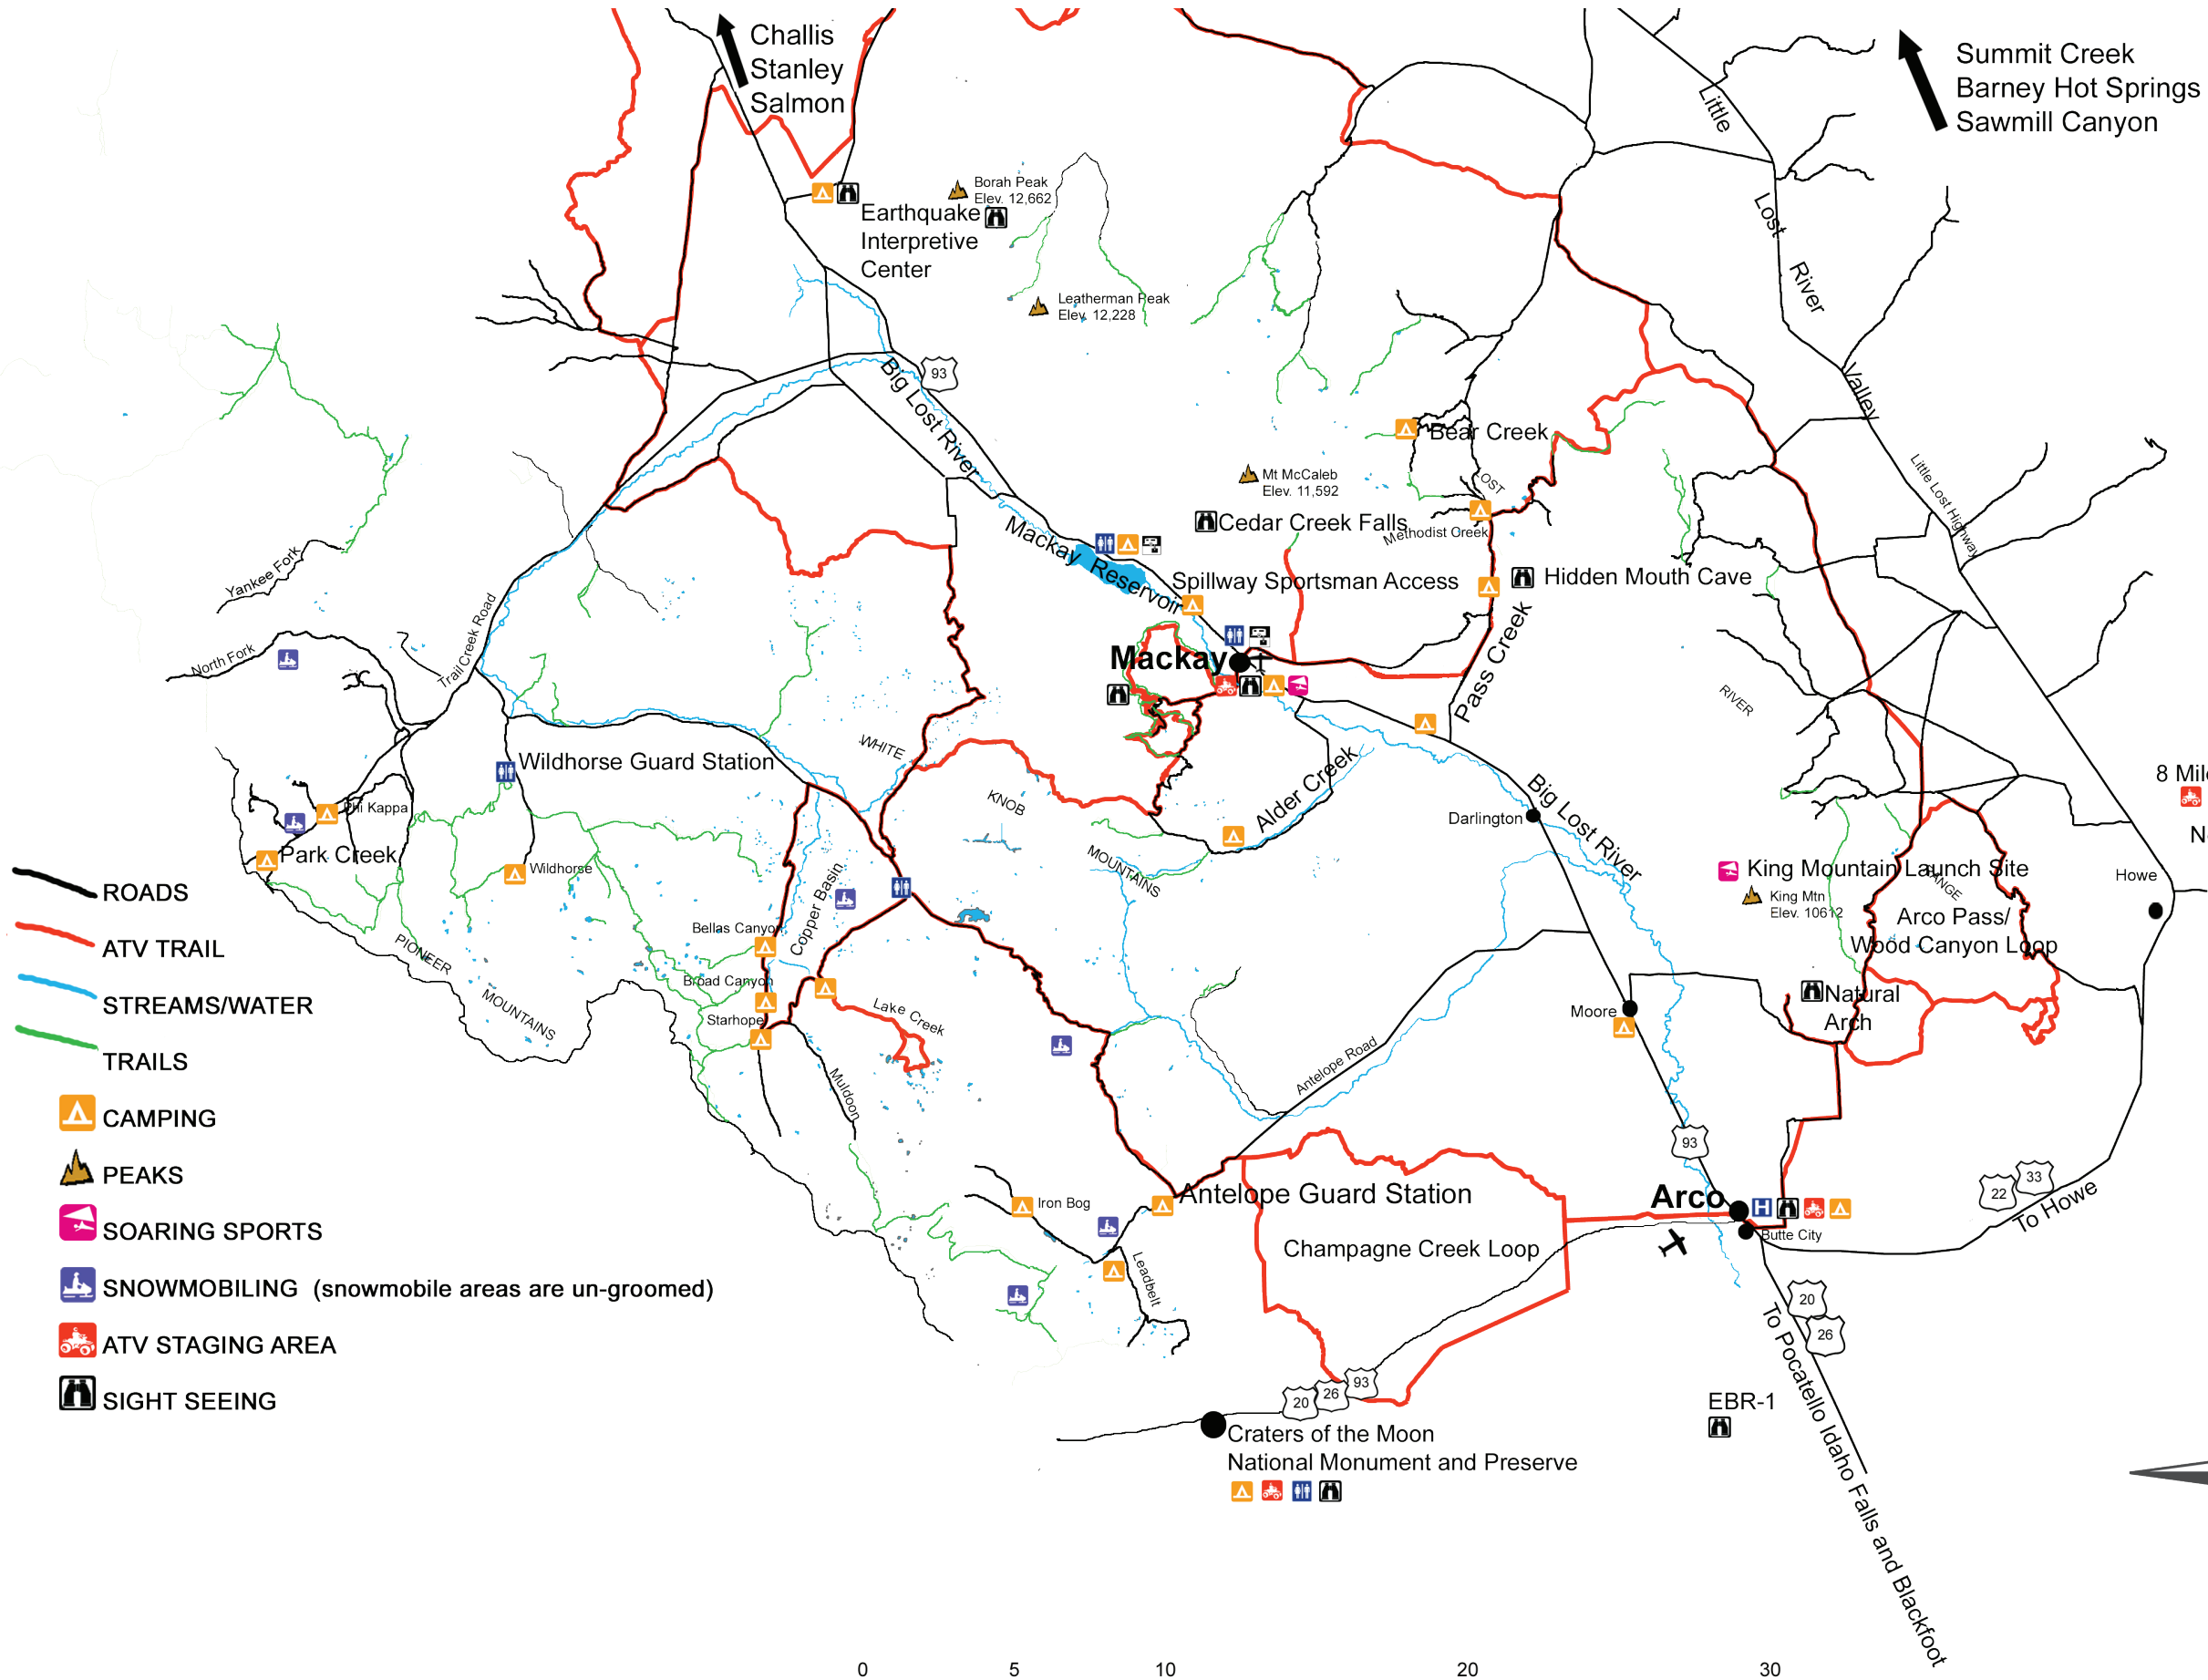 Challis
Stanley
Salmon
Summit Creek
Barney Hot Springs
Sawmill Canyon
Little
Lost
River
Valley
Little Lost Highway
Borah Peak
Elev. 12,662
Earthquake
Interpretive
Center
Leatherman Peak
Elev. 12,228
93
Big Lost River
Bear Creek
Mt McCaleb
Elev. 11,592
LOST
Cedar Creek Falls
Methodist Creek
Mackay Reservoir
Spillway Sportsman Access
Hidden Mouth Cave
Yankee Fork
North Fork
Trail Creek Road
Mackay
Pass Creek
RIVER
WHITE
Wildhorse Guard Station
KNOB
Alder Creek
Big Lost River
8 Mil
N
Phi Kappa
Darlington
Park Creek
Wildhorse
MOUNTAINS
King Mountain Launch Site
RANGE
King Mtn
Elev. 10612
Howe
Arco Pass/
Wood Canyon Loop
Copper Basin
Bellas Canyon
PIONEER
MOUNTAINS
Broad Canyon
Starhope
Lake Creek
Natural
Arch
Moore
Muldoon
Antelope Road
93
Antelope Guard Station
Iron Bog
Arco
H
Butte City
22
33
To Howe
Champagne Creek Loop
Leadbelt
20
26
To Pocatello Idaho Falls and Blackfoot
20
26
93
EBR-1
Craters of the Moon
National Monument and Preserve
ROADS
ATV TRAIL
STREAMS/WATER
TRAILS
CAMPING
PEAKS
SOARING SPORTS
SNOWMOBILING (snowmobile areas are un-groomed)
ATV STAGING AREA
SIGHT SEEING
0 5 10 20 30